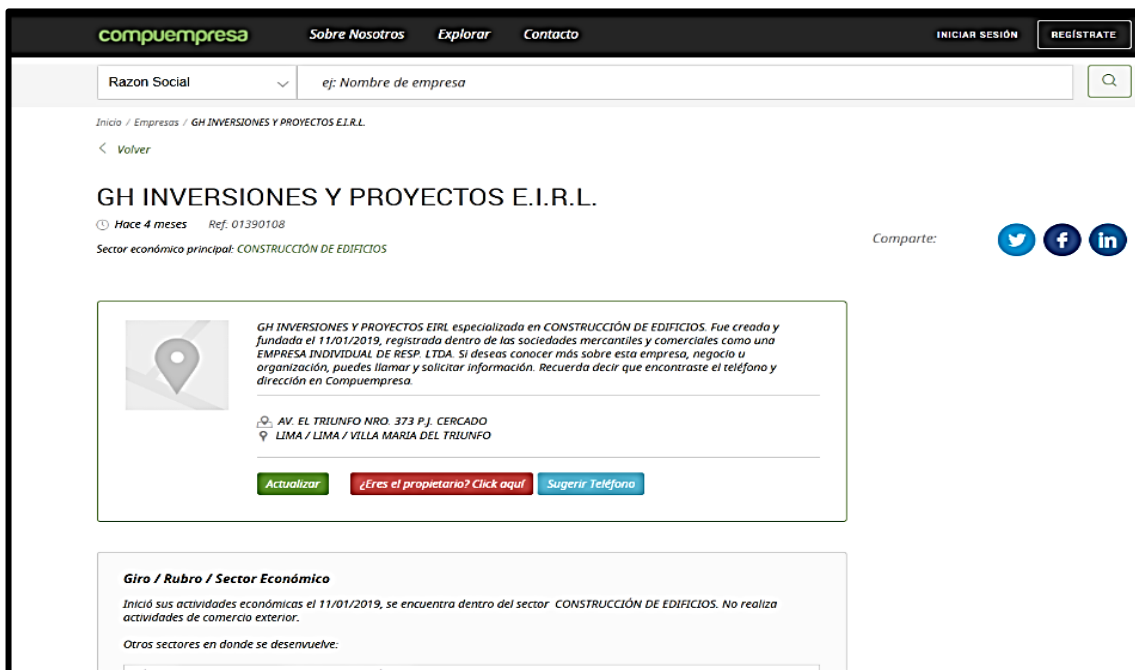 compuempresa Sobre Nosotros Explorar Contacto INICIAR SESIÓN REGÍSTRATE
Razon Social ej: Nombre de empresa
Inicio / Empresas / GH INVERSIONES Y PROYECTOS E.I.R.L.
Volver
GH INVERSIONES Y PROYECTOS E.I.R.L.
Hace 4 meses Ref: 01390108
Sector económico principal: CONSTRUCCIÓN DE EDIFICIOS
Comparte:
GH INVERSIONES Y PROYECTOS EIRL especializada en CONSTRUCCIÓN DE EDIFICIOS. Fue creada y
fundada el 11/01/2019, registrada dentro de las sociedades mercantiles y comerciales como una
EMPRESA INDIVIDUAL DE RESP. LTDA. Si deseas conocer más sobre esta empresa, negocio u
organización, puedes llamar y solicitar información. Recuerda decir que encontraste el teléfono y
dirección en Compuempresa.
AV. EL TRIUNFO NRO. 373 P.J. CERCADO
LIMA / LIMA / VILLA MARIA DEL TRIUNFO
Actualizar ¿Eres el propietario? Click aquí Sugerir Teléfono
Giro / Rubro / Sector Económico
Inició sus actividades económicas el 11/01/2019, se encuentra dentro del sector CONSTRUCCIÓN DE EDIFICIOS. No realiza
actividades de comercio exterior.
Otros sectores en donde se desenvuelve: